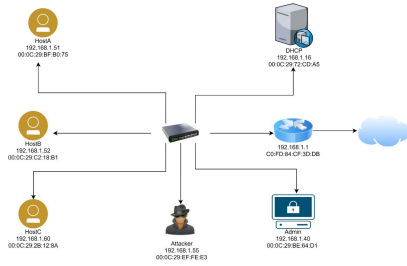 HostA
192.168.1.51
00:0C:29:BF:B0:75
DHCP
192.168.1.16
00:0C:29:72:CD:A5
HostB
192.168.1.52
00:0C:29:C2:18:B1
192.168.1.1
C0:FD:84:CF:3D:DB
HostC
192.168.1.60
00:0C:29:2B:12:8A
Attacker
192.168.1.55
00:0C:29:EF:FE:E3
Admin
192.168.1.40
00:0C:29:BE:64:D1